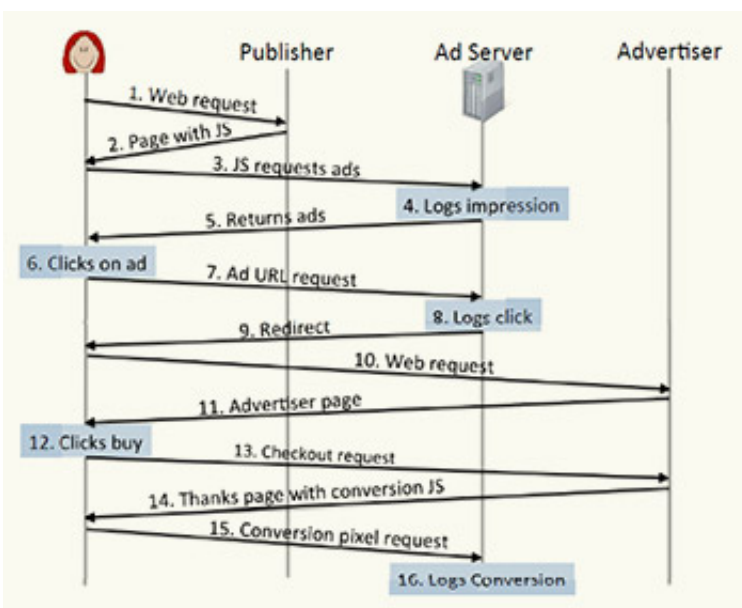 Publisher
Ad Server
Advertiser
1. Web request
2. Page with JS
3. JS requests ads
4. Logs impression
5. Returns ads
6. Clicks on ad
7. Ad URL request
8. Logs click
9. Redirect
10. Web request
11. Advertiser page
12. Clicks buy
13. Checkout request
14. Thanks page with conversion JS
15. Conversion pixel request
16. Logs Conversion